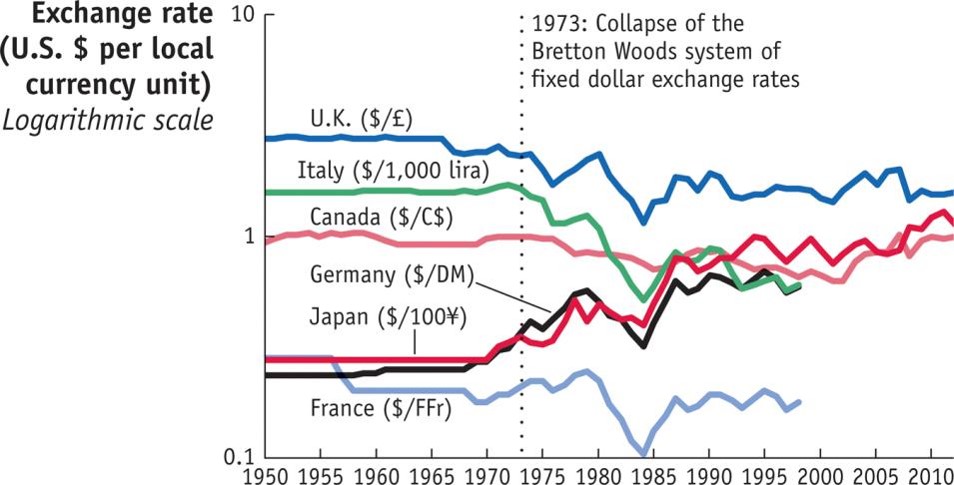 Exchange rate
(U.S. $ per local
currency unit)
Logarithmic scale
10
1
0.1
1973: Collapse of the
Bretton Woods system of
fixed dollar exchange rates
U.K. ($/£)
Italy ($/1,000 lira)
Canada ($/C$)
Germany ($/DM)
Japan ($/100¥)
France ($/FFr)
1950 1955 1960 1965 1970 1975 1980 1985 1990 1995 2000 2005 2010